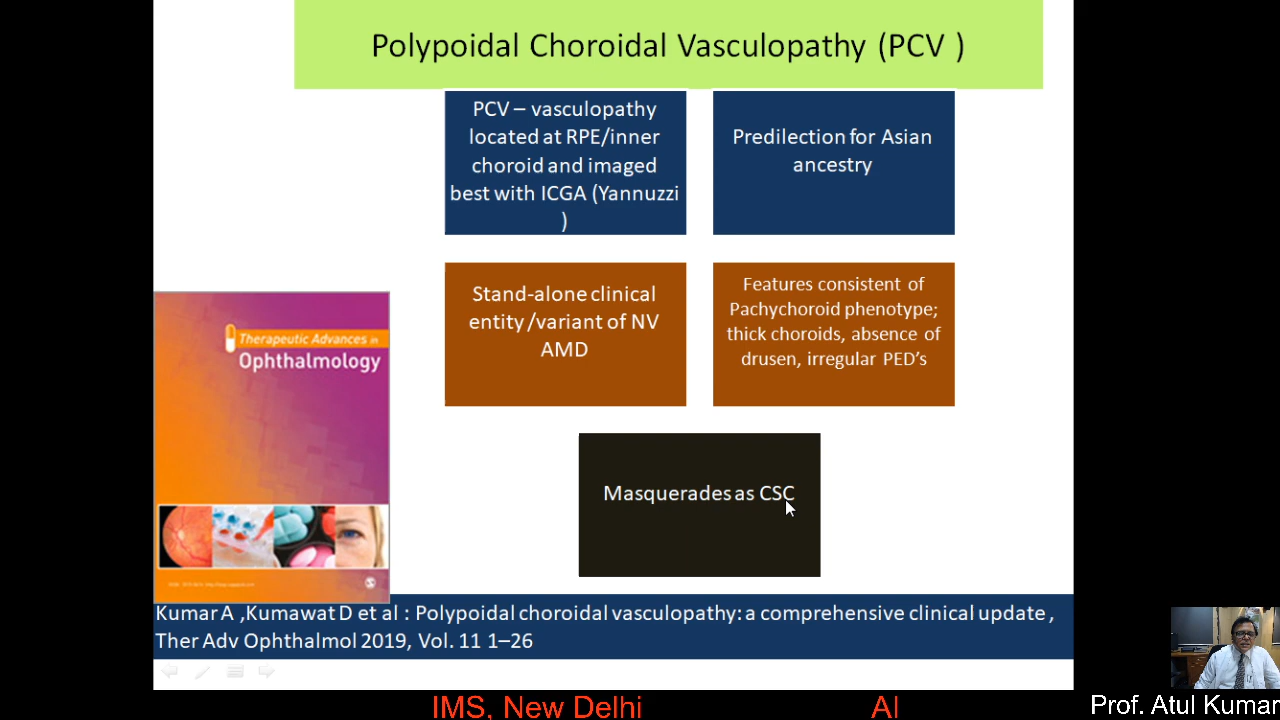 Polypoidal Choroidal Vasculopathy (PCV )
PCV – vasculopathy
located at RPE/inner
choroid and imaged
best with ICGA (Yannuzzi
)
Predilection for Asian
ancestry
Stand-alone clinical
entity /variant of NV
AMD
Features consistent of
Pachychoroid phenotype;
thick choroids, absence of
drusen, irregular PED’s
Masquerades as CSC
Therapeutic Advances in
Ophthalmology
Kumar A ,Kumawat D et al : Polypoidal choroidal vasculopathy: a comprehensive clinical update ,
Ther Adv Ophthalmol 2019, Vol. 11 1–26
IMS, New Delhi
AI
Prof. Atul Kumar